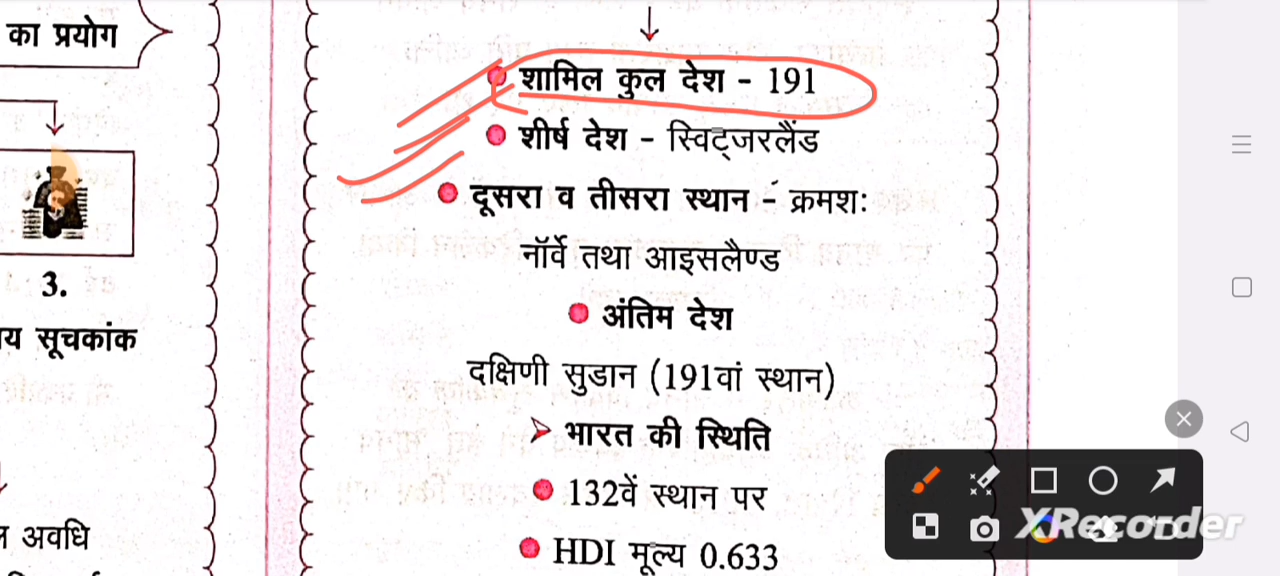 का प्रयोग
3.
य सूचकांक
अवधि
शामिल कुल देश - 191
शीर्ष देश - स्विट्जरलैंड
दूसरा व तीसरा स्थान - क्रमश:
नॉर्वे तथा आइसलैण्ड
अंतिम देश
दक्षिणी सुडान (191वां स्थान)
भारत की स्थिति
132वें स्थान पर
HDI मूल्य 0.633
XRecorder